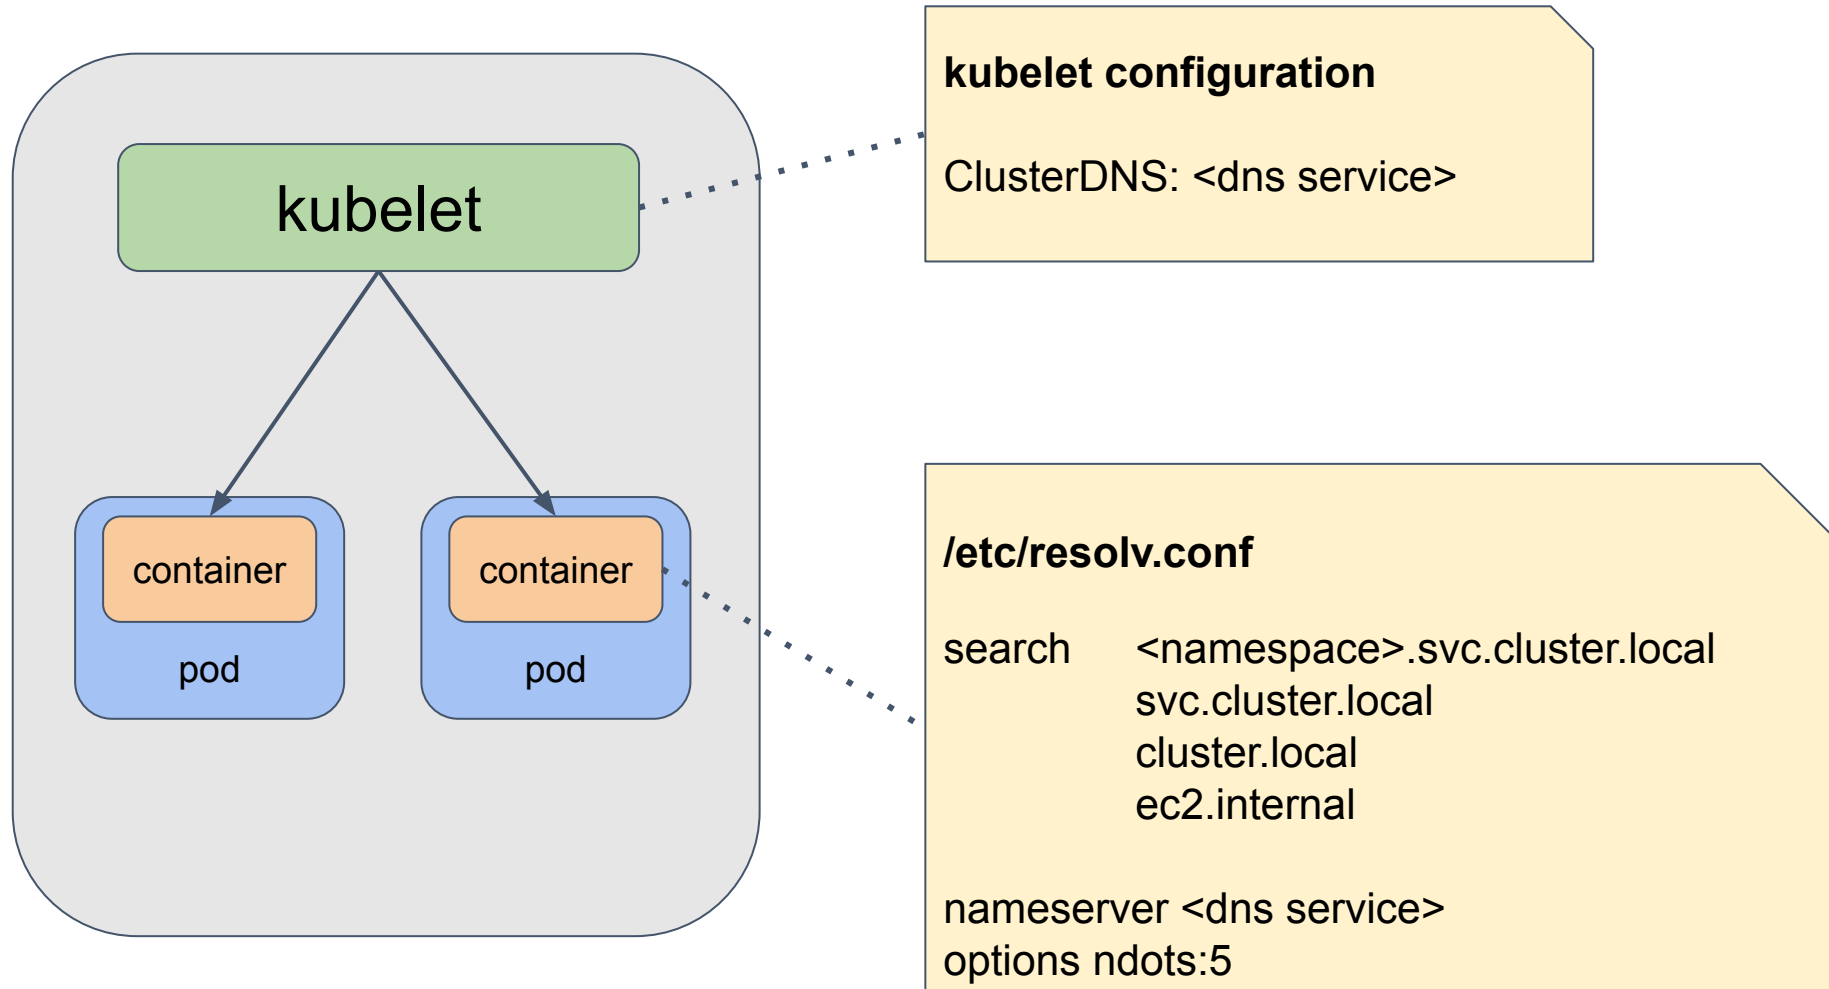 kubelet
container
pod
container
pod
kubelet configuration
ClusterDNS: <dns service>
/etc/resolv.conf
search <namespace>.svc.cluster.local
svc.cluster.local
cluster.local
ec2.internal
nameserver <dns service>
options ndots:5